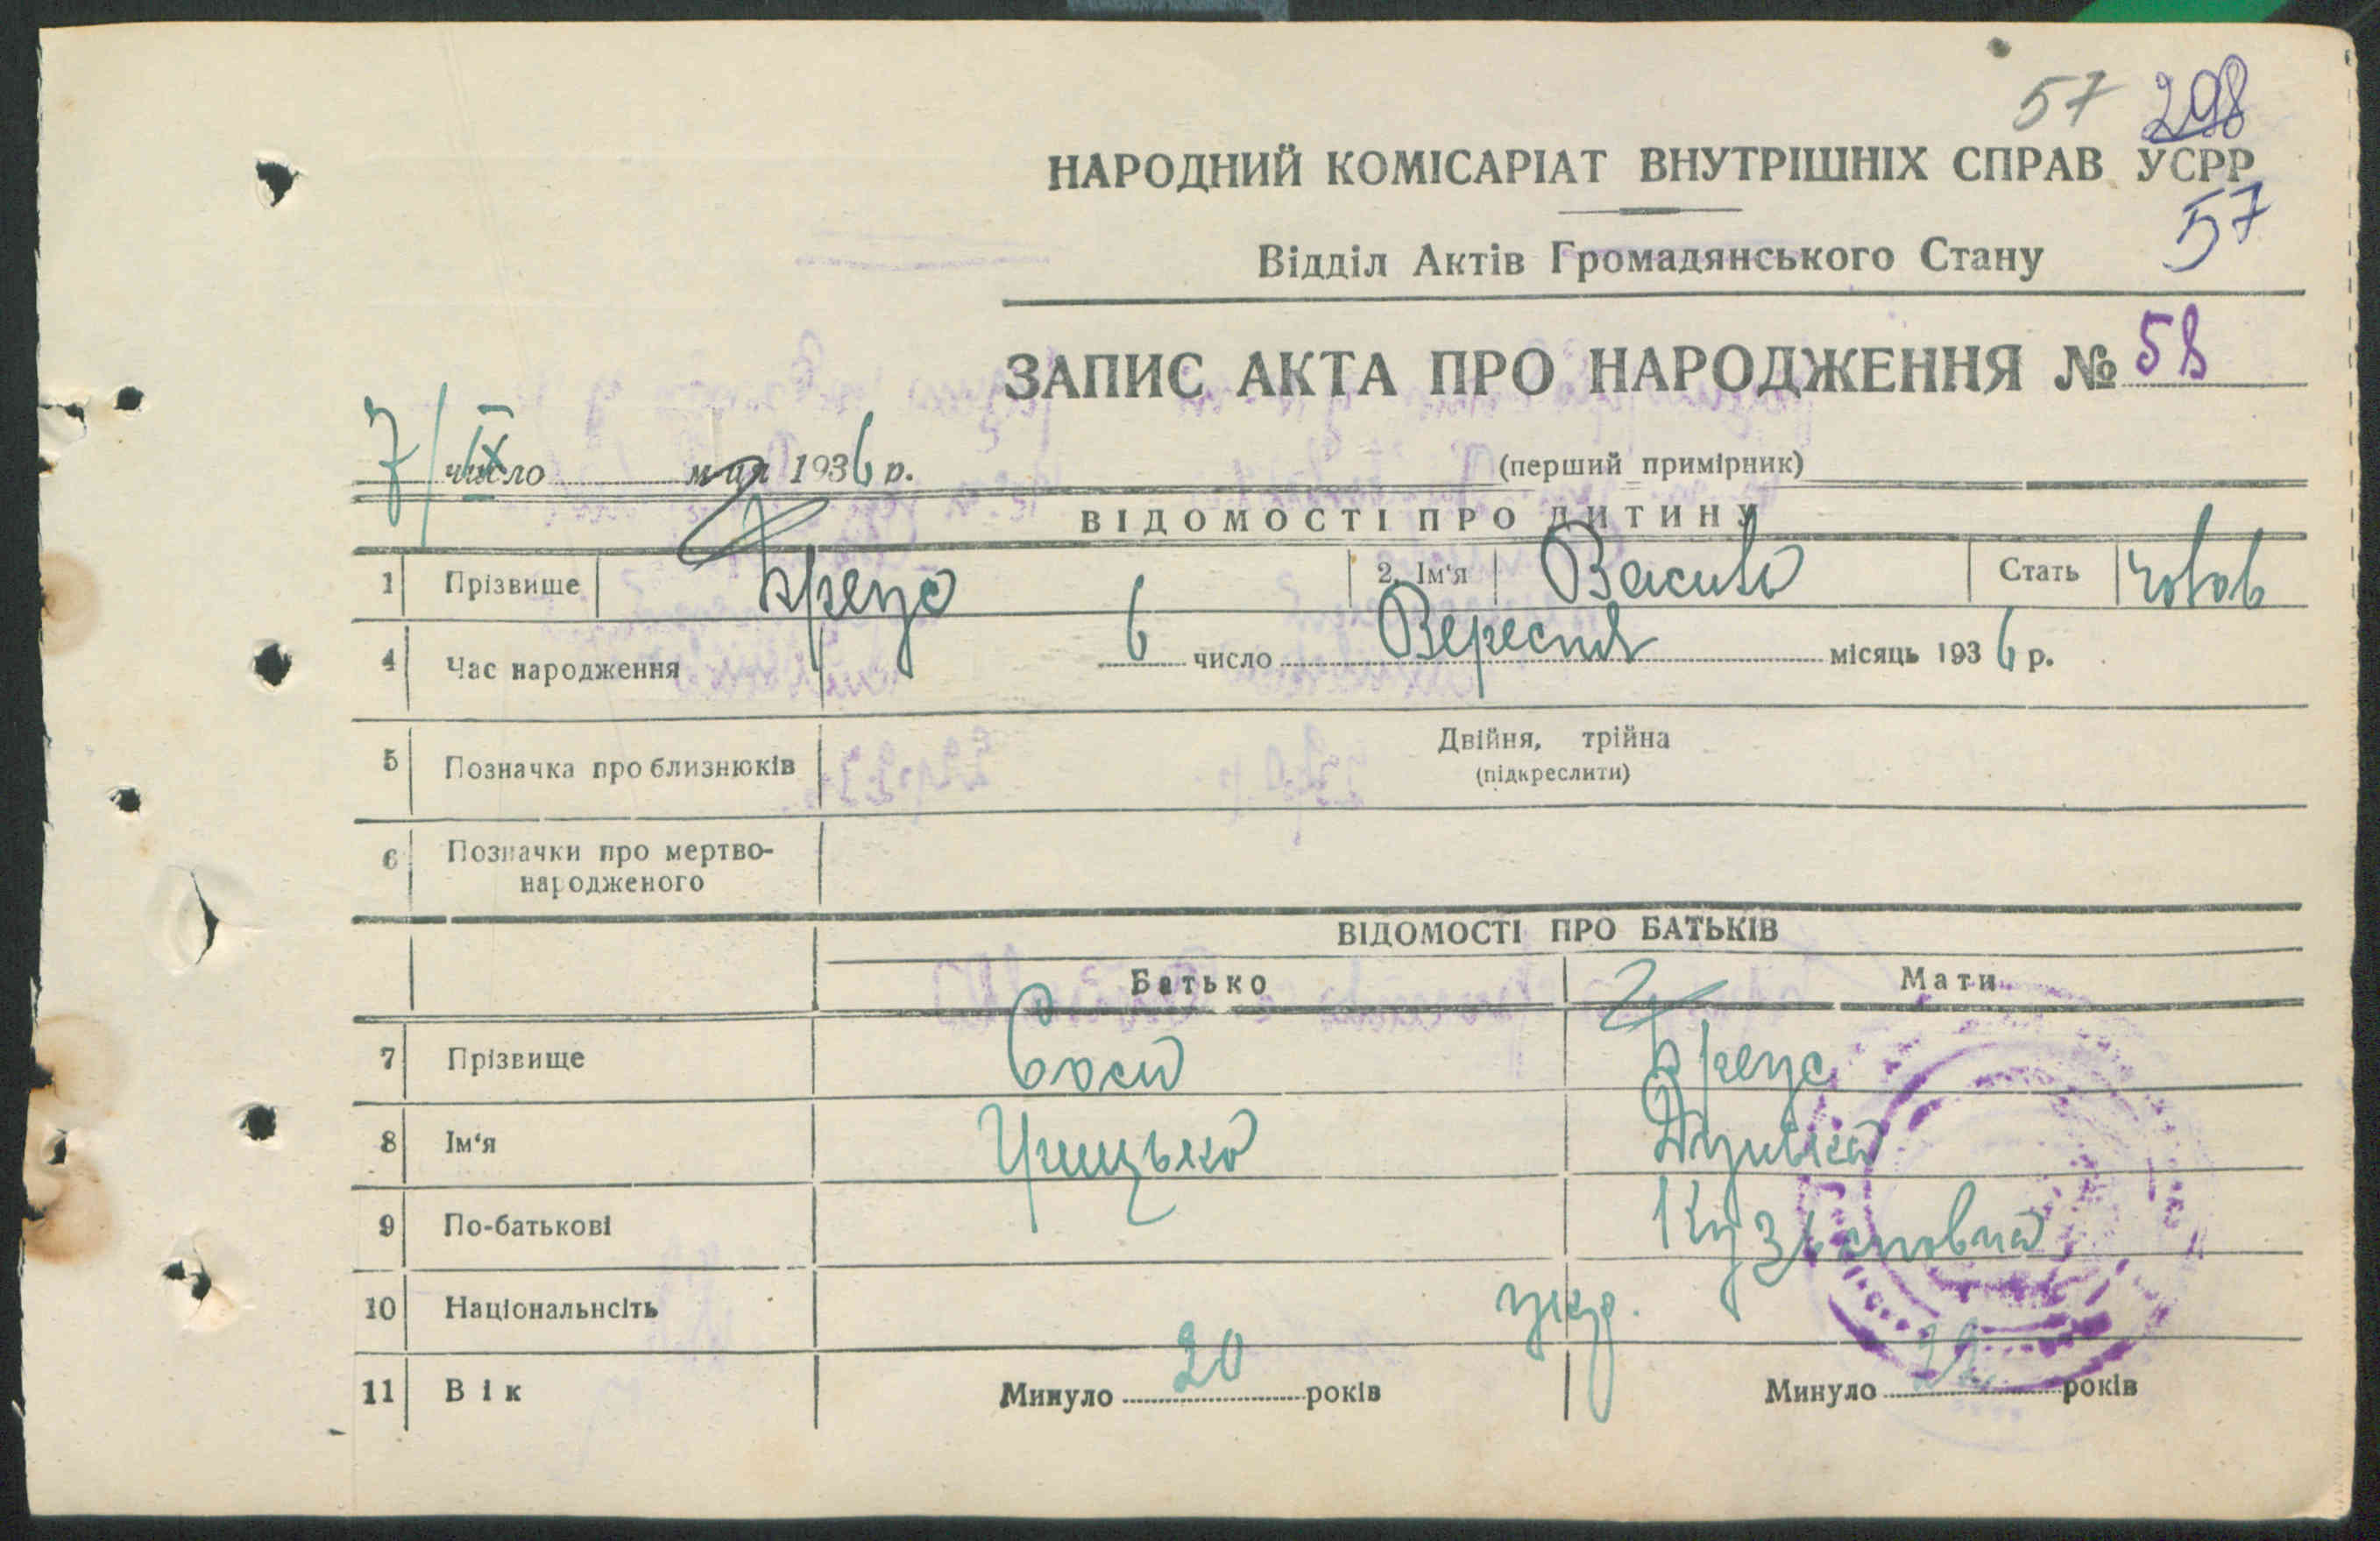 57 298
НАРОДНИЙ КОМІСАРІАТ ВНУТРІШНІХ СПРАВ УСРР
57
Відділ Актів Громадянського Стану
ЗАПИС АКТА ПРО НАРОДЖЕННЯ № 58
7/IX число мця 1936 р. (перший примірник)
ВІДОМОСТІ ПРО ДИТИНУ
1 Прізвище 2. Ім'я Василь Стать чолов
4 Час народження 6 число Вересня місяць 1936 р.
5 Позначка про близнюків Двійня, трійна
(підкреслити)
6 Позначки про мертво-
народженого
ВІДОМОСТІ ПРО БАТЬКІВ
Батько Мати
7 Прізвище
8 Ім'я Грицько
9 По-батькові Кузьмовна
10 Національнсіть укр.
11 Вік Минуло 20 років Минуло 22 років